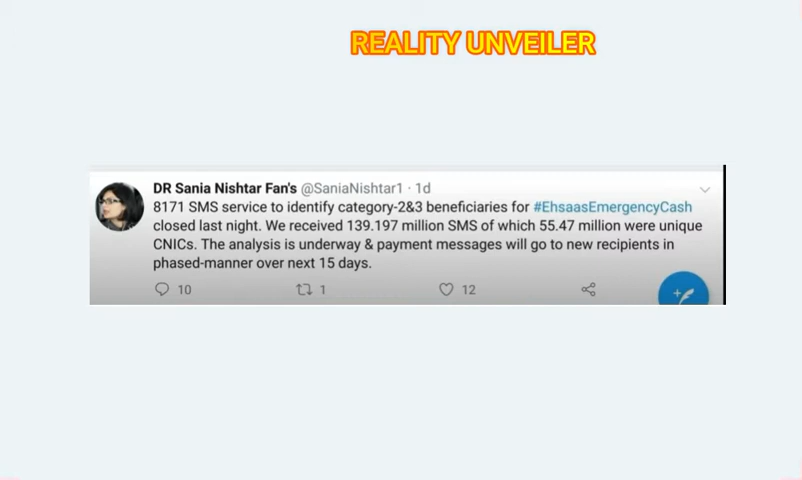 REALITY UNVEILER
DR Sania Nishtar Fan's @SaniaNishtar1 · 1d
8171 SMS service to identify category-2&3 beneficiaries for #EhsaasEmergencyCash
closed last night. We received 139.197 million SMS of which 55.47 million were unique
CNICs. The analysis is underway & payment messages will go to new recipients in
phased-manner over next 15 days.
10 1 12